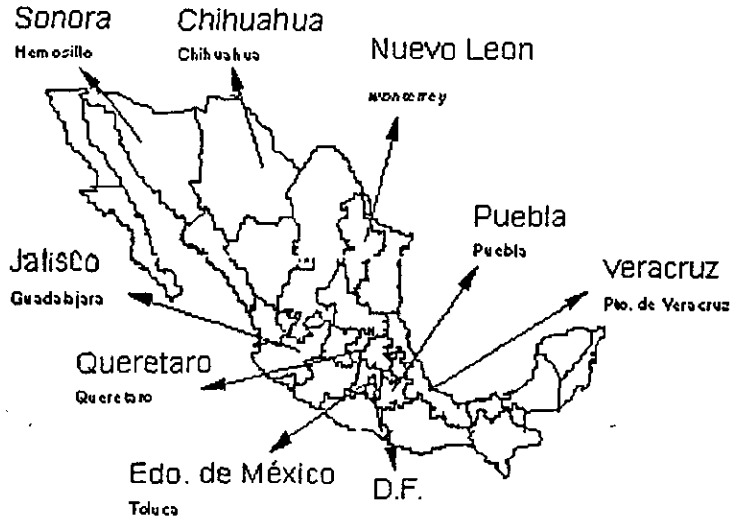 Sonora
Hemosillo
Chihuahua
Chihuahua
Nuevo Leon
Monterrey
Puebla
Puebla
Veracruz
Pto. de Veracruz
Jalisco
Guadalajara
Queretaro
Queretaro
Edo. de México
Toluca
D.F.